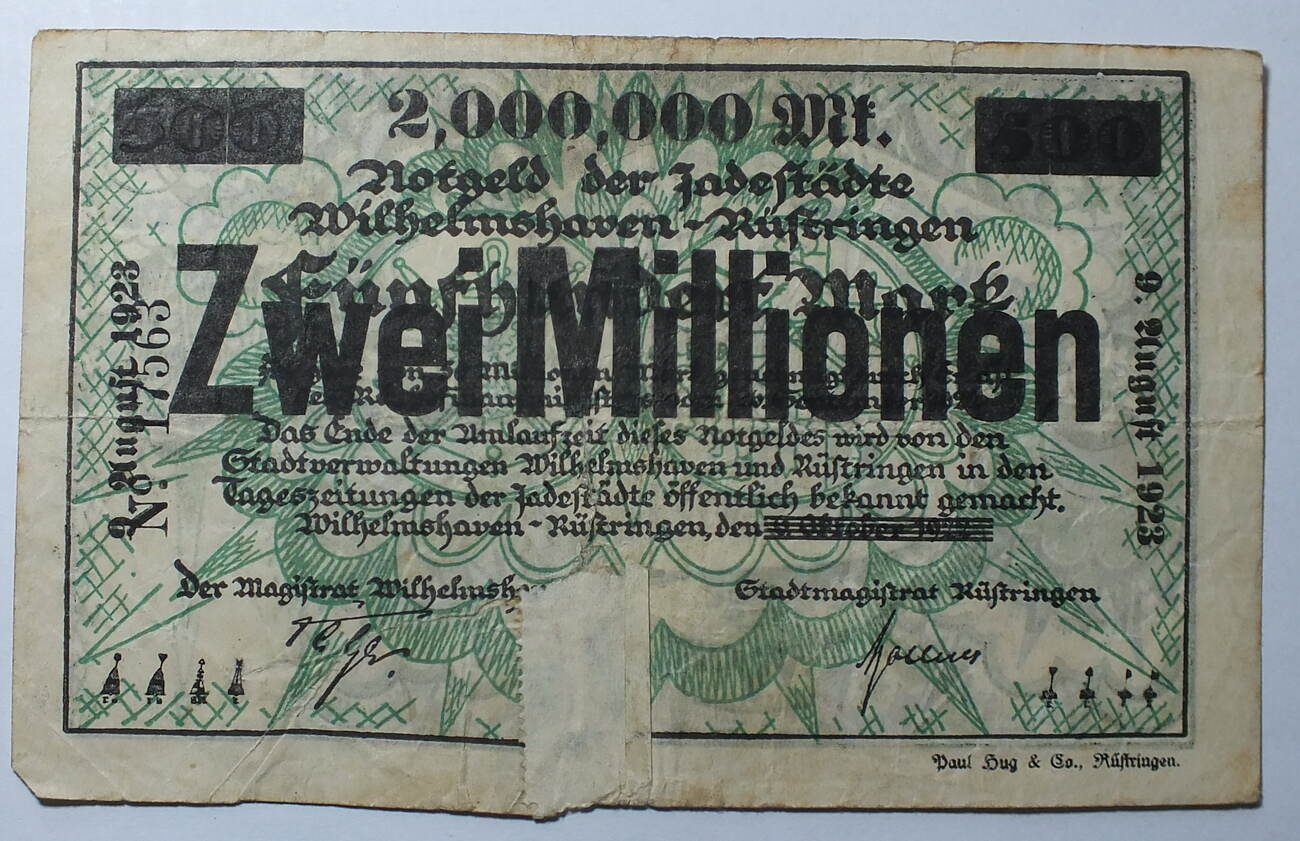 500
2,000,000 Mk.
500
Notgeld der Jadestädte
Wilhelmshaven-Rüstringen
Fünfhundert Mark
Zwei Millionen
Das Ende der Umlaufzeit dieses Notgeldes wird von den
Stadtverwaltungen Wilhelmshaven und Rüstringen in den
Tageszeitungen der Jadestädte öffentlich bekannt gemacht.
Wilhelmshaven-Rüstringen, den
9. August 1923
No. 17563
9. August 1923
Der Magistrat
Stadtmagistrat Rüstringen
Paul Hug & Co., Rüstringen.